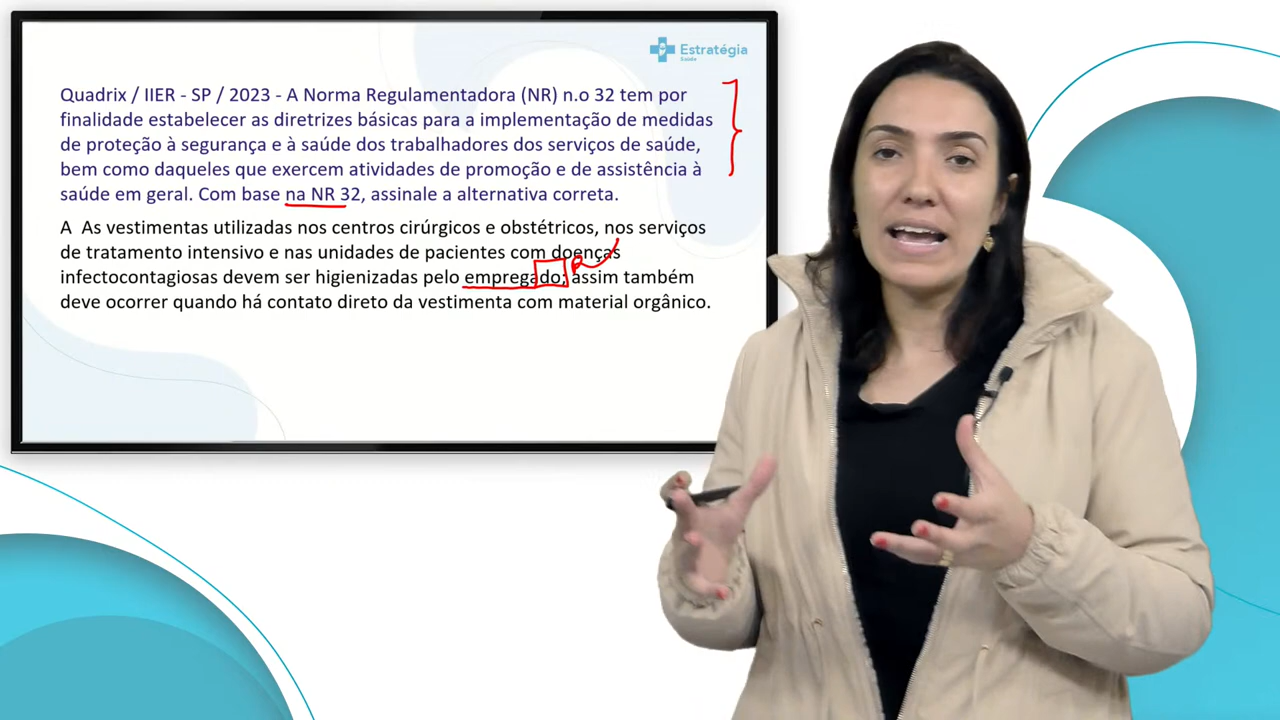 Estratégia
Saúde
Quadrix / IIER - SP / 2023 - A Norma Regulamentadora (NR) n.o 32 tem por
finalidade estabelecer as diretrizes básicas para a implementação de medidas
de proteção à segurança e à saúde dos trabalhadores dos serviços de saúde,
bem como daqueles que exercem atividades de promoção e de assistência à
saúde em geral. Com base na NR 32, assinale a alternativa correta.
A As vestimentas utilizadas nos centros cirúrgicos e obstétricos, nos serviços
de tratamento intensivo e nas unidades de pacientes com doenças
infectocontagiosas devem ser higienizadas pelo empregado; assim também
deve ocorrer quando há contato direto da vestimenta com material orgânico.